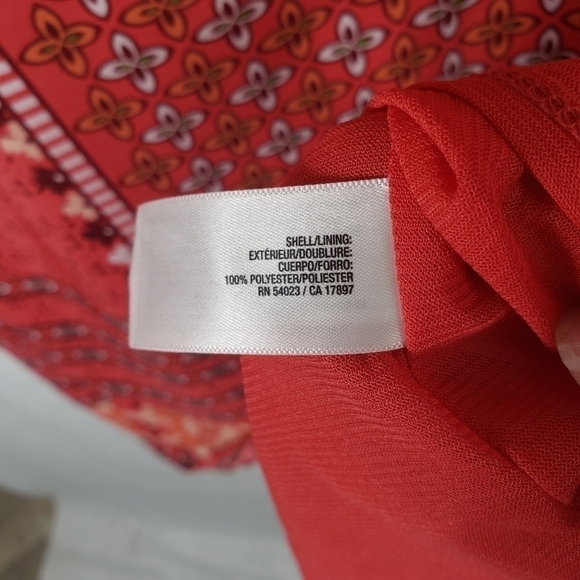 SHELL/LINING:
EXTÉRIEUR/DOUBLURE:
CUERPO/FORRO:
100% POLYESTER/POLIESTER
RN 54023 / CA 17897